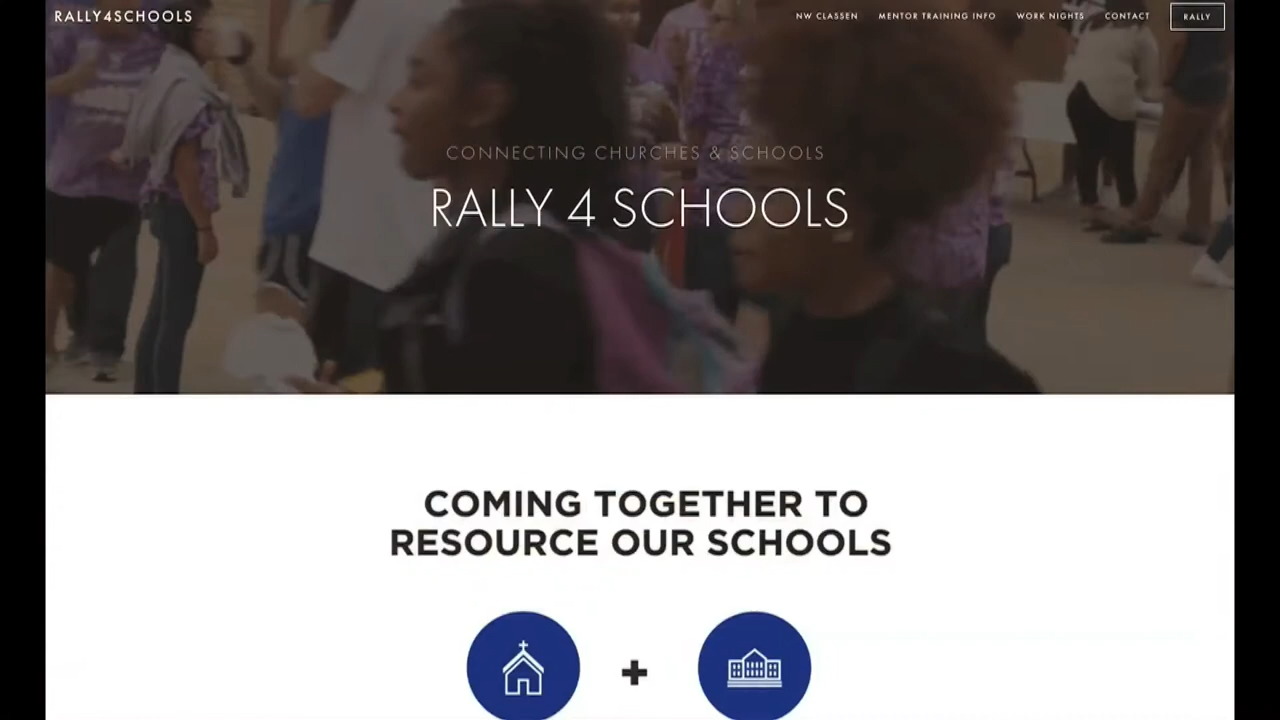 RALLY4SCHOOLS
NW CLASSEN MENTOR TRAINING INFO WORK NIGHTS CONTACT RALLY
CONNECTING CHURCHES & SCHOOLS
RALLY 4 SCHOOLS
COMING TOGETHER TO
RESOURCE OUR SCHOOLS